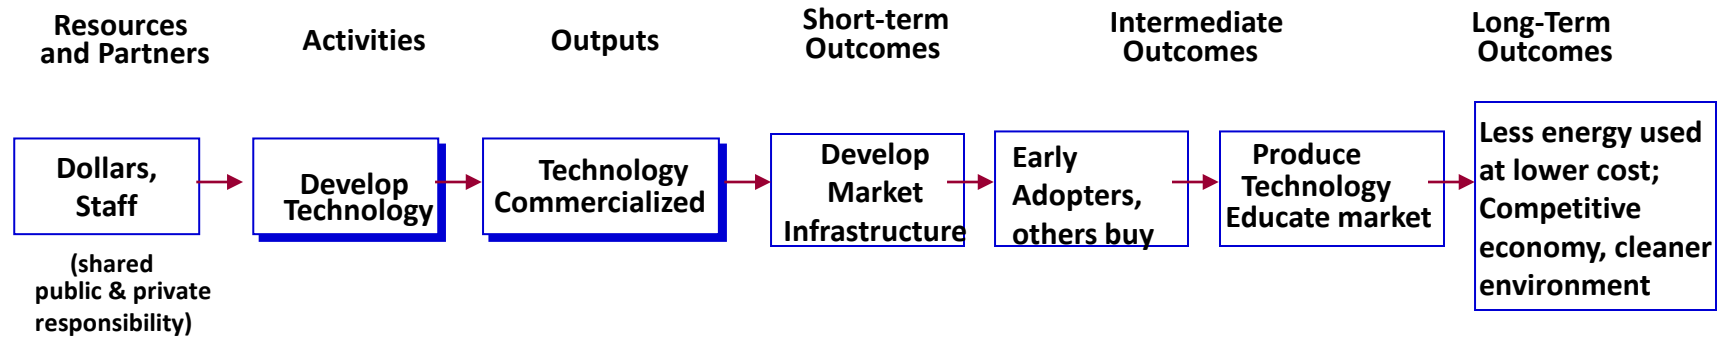 Resources
and Partners
Activities
Outputs
Short-term
Outcomes
Intermediate
Outcomes
Long-Term
Outcomes
Dollars,
Staff
(shared
public & private
responsibility)
Develop
Technology
Technology
Commercialized
Develop
Market
Infrastructure
Early
Adopters,
others buy
Produce
Technology
Educate market
Less energy used
at lower cost;
Competitive
economy, cleaner
environment